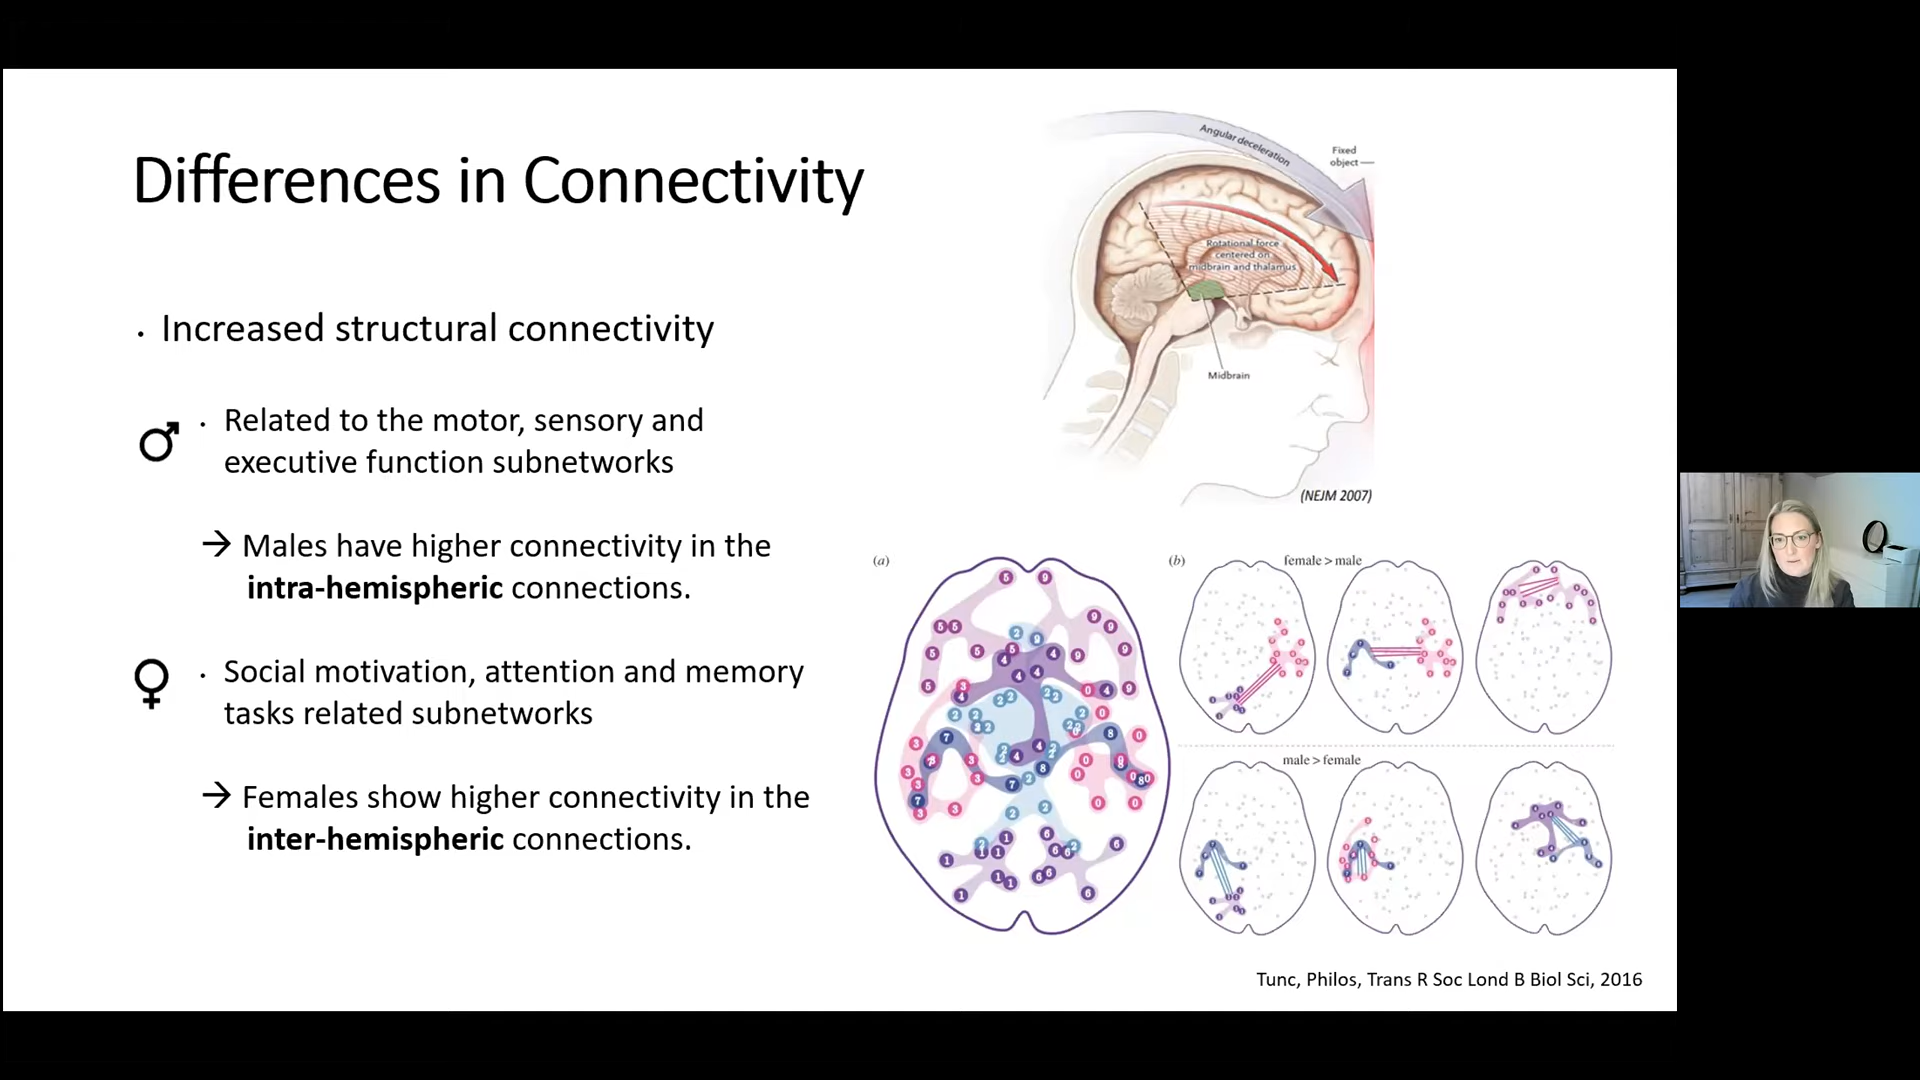 Differences in Connectivity
Increased structural connectivity
Related to the motor, sensory and
executive function subnetworks
→ Males have higher connectivity in the
intra-hemispheric connections.
Social motivation, attention and memory
tasks related subnetworks
→ Females show higher connectivity in the
inter-hemispheric connections.
Angular deceleration
Fixed
object
Rotational force
centered on
midbrain and thalamus
Midbrain
(NEJM 2007)
(a)
(b)
female > male
male > female
Tunc, Philos, Trans R Soc Lond B Biol Sci, 2016